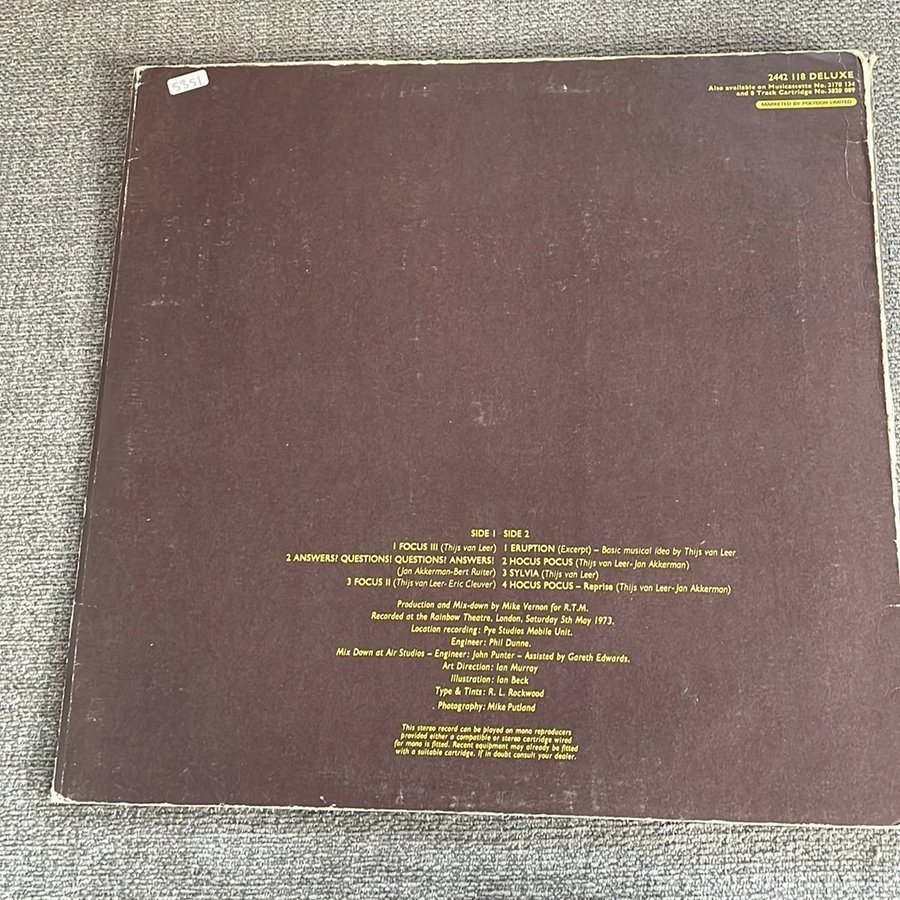 5351
2442 118 DELUXE
Also available on Musicassette No. 3170 134
and 8 Track Cartridge No. 3820 089
MARKETED BY POLYDOR LIMITED
SIDE 1 SIDE 2
1 FOCUS III (Thijs van Leer) 1 ERUPTION (Excerpt) – Basic musical idea by Thijs van Leer
2 ANSWERS? QUESTIONS! QUESTIONS? ANSWERS! 2 HOCUS POCUS (Thijs van Leer-Jan Akkerman)
(Jan Akkerman-Bert Ruiter) 3 SYLVIA (Thijs van Leer)
3 FOCUS II (Thijs van Leer- Eric Cleuver) 4 HOCUS POCUS – Reprise (Thijs van Leer-Jan Akkerman)
Production and Mix-down by Mike Vernon for R.T.M.
Recorded at the Rainbow Theatre, London, Saturday 5th May 1973.
Location recording: Pye Studios Mobile Unit.
Engineer: Phil Dunne.
Mix Down at Air Studios – Engineer: John Punter – Assisted by Gareth Edwards.
Art Direction: Ian Murray
Illustration: Ian Beck
Type & Tints: R. L. Rockwood
Photography: Mike Putland
This stereo record can be played on mono reproducers
provided either a compatible or stereo cartridge wired
for mono is fitted. Recent equipment may already be fitted
with a suitable cartridge. If in doubt consult your dealer.